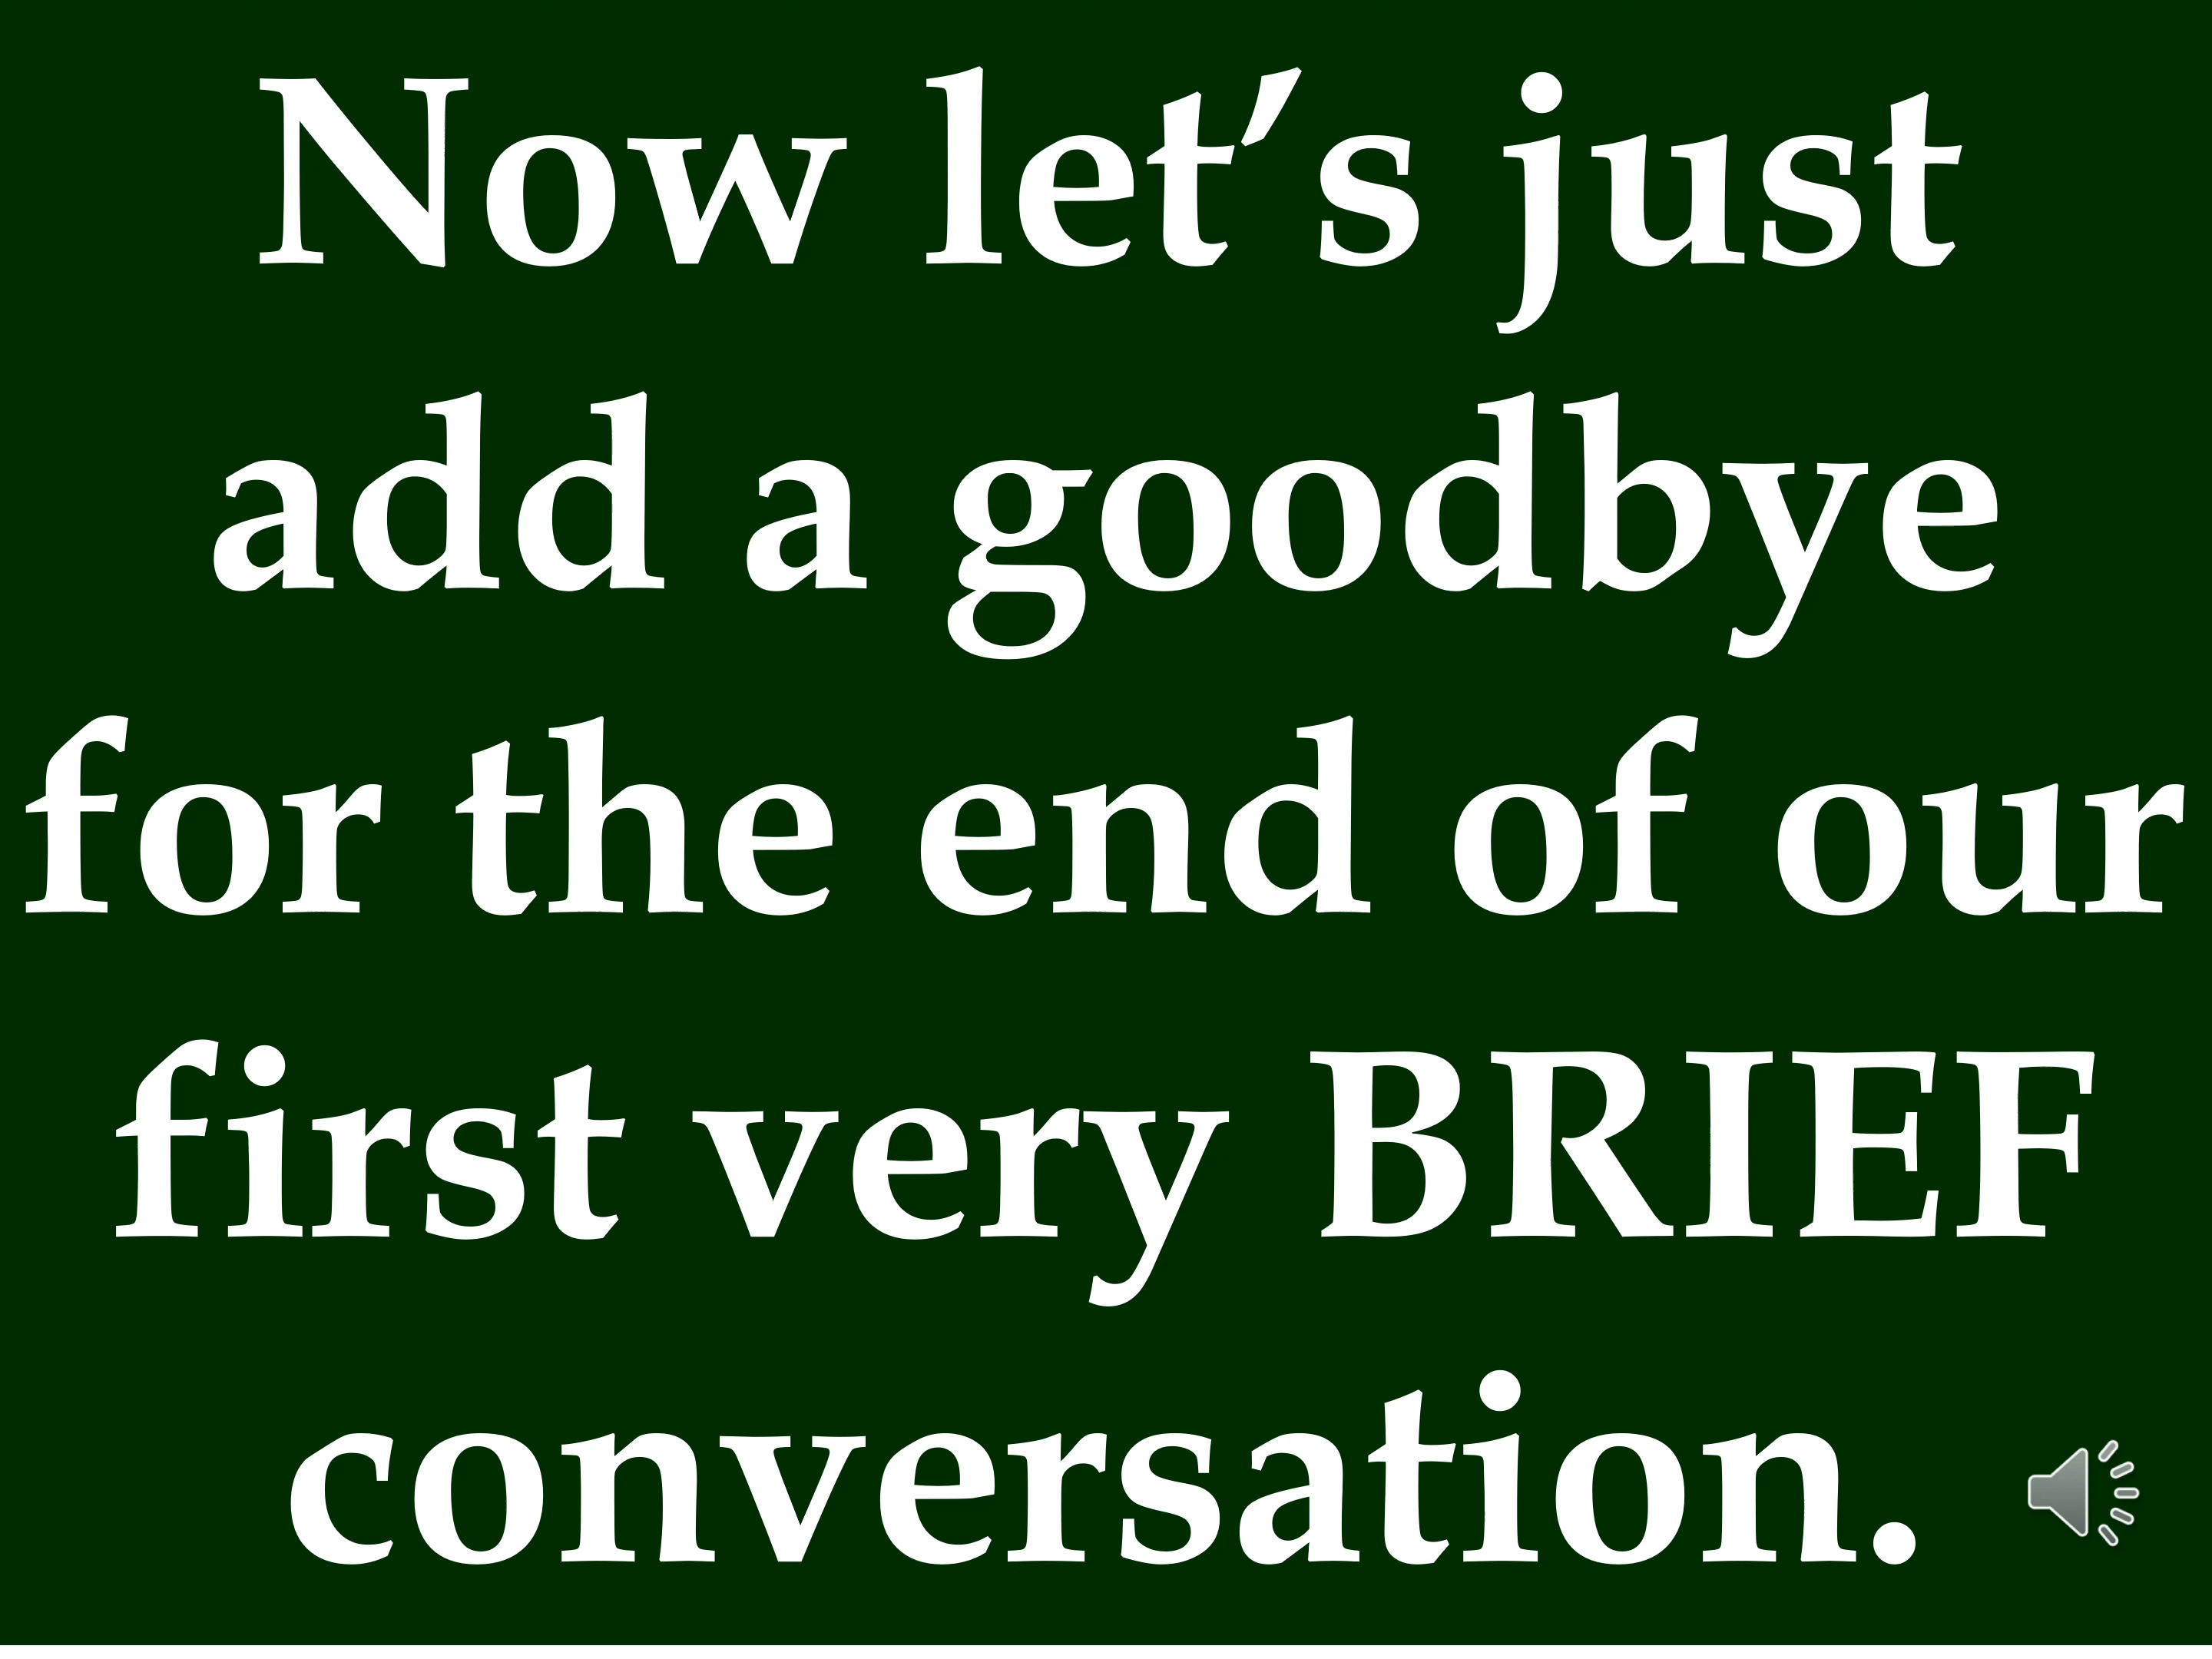 Now let’s just
add a goodbye
for the end of our
first very BRIEF
conversation.